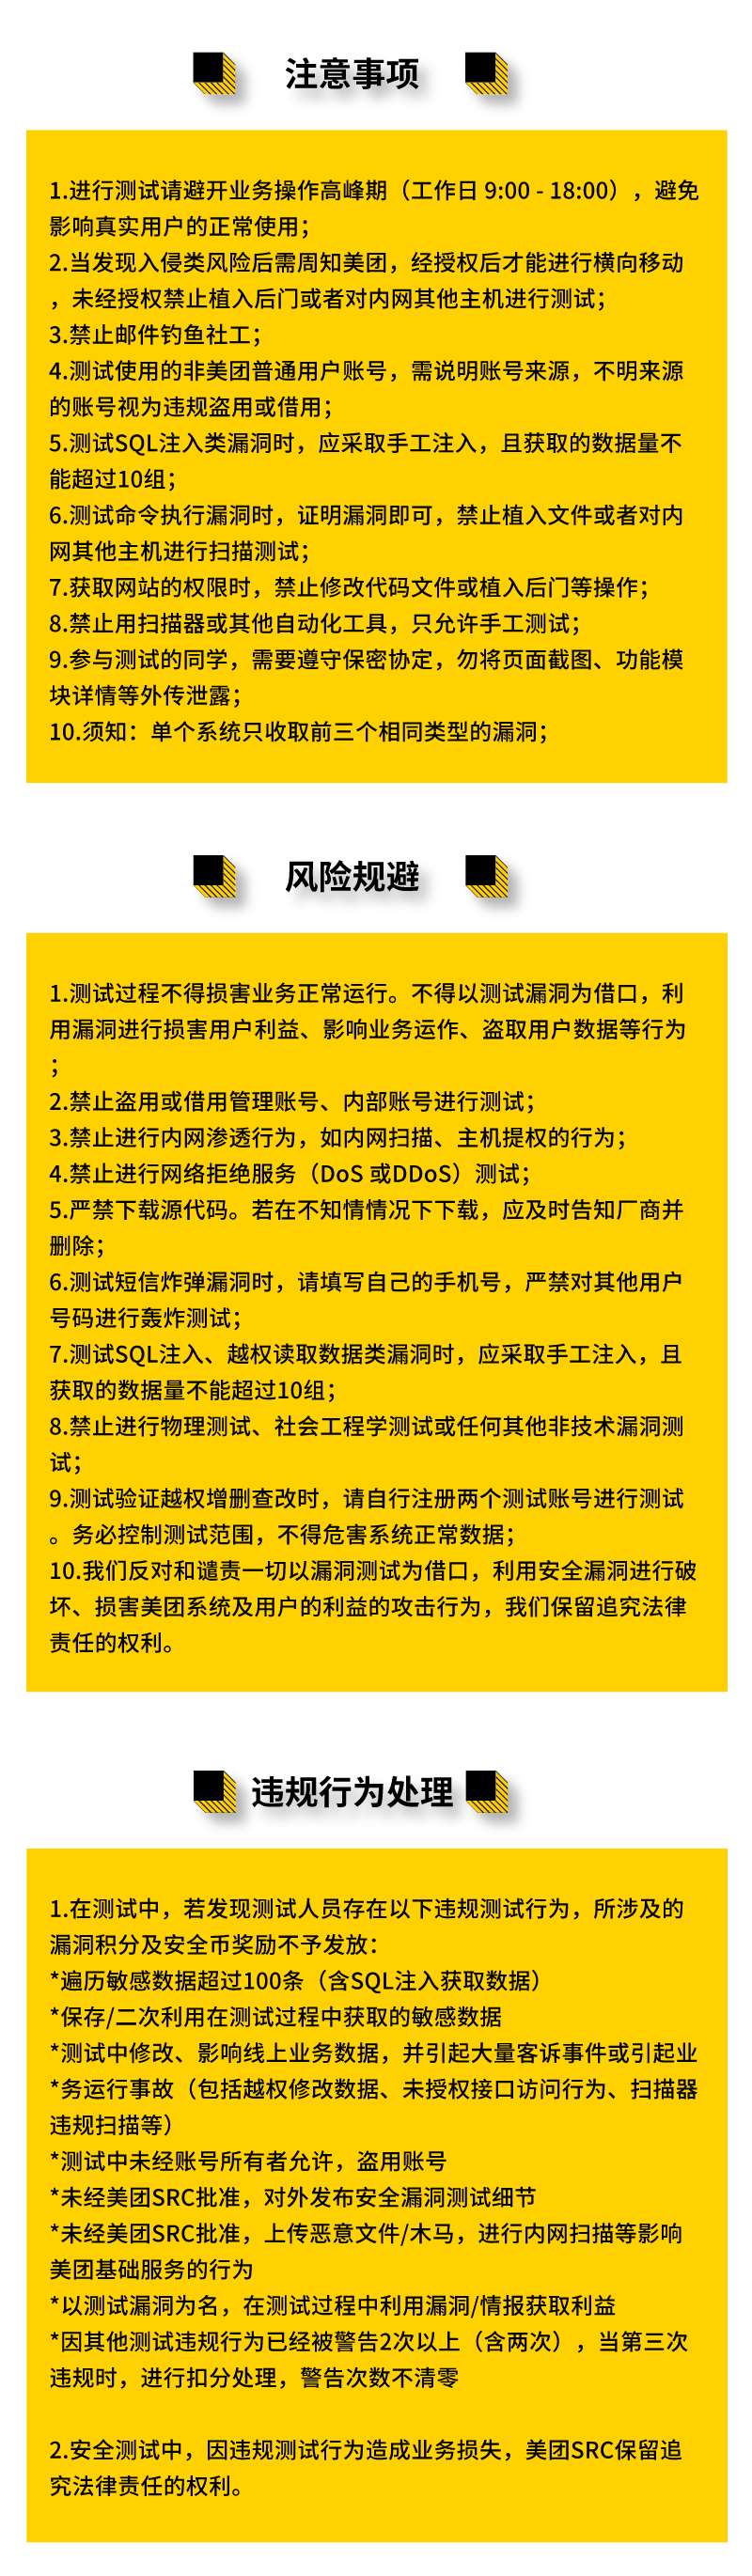 注意事项
1.进行测试请避开业务操作高峰期（工作日 9:00 - 18:00），避免
影响真实用户的正常使用；
2.当发现入侵类风险后需周知美团，经授权后才能进行横向移动
，未经授权禁止植入后门或者对内网其他主机进行测试；
3.禁止邮件钓鱼社工；
4.测试使用的非美团普通用户账号，需说明账号来源，不明来源
的账号视为违规盗用或借用；
5.测试SQL注入类漏洞时，应采取手工注入，且获取的数据量不
能超过10组；
6.测试命令执行漏洞时，证明漏洞即可，禁止植入文件或者对内
网其他主机进行扫描测试；
7.获取网站的权限时，禁止修改代码文件或植入后门等操作；
8.禁止用扫描器或其他自动化工具，只允许手工测试；
9.参与测试的同学，需要遵守保密协定，勿将页面截图、功能模
块详情等外传泄露；
10.须知：单个系统只收取前三个相同类型的漏洞；
风险规避
1.测试过程不得损害业务正常运行。不得以测试漏洞为借口，利
用漏洞进行损害用户利益、影响业务运作、盗取用户数据等行为
；
2.禁止盗用或借用管理账号、内部账号进行测试；
3.禁止进行内网渗透行为，如内网扫描、主机提权的行为；
4.禁止进行网络拒绝服务（DoS 或DDoS）测试；
5.严禁下载源代码。若在不知情情况下下载，应及时告知厂商并
删除；
6.测试短信炸弹漏洞时，请填写自己的手机号，严禁对其他用户
号码进行轰炸测试；
7.测试SQL注入、越权读取数据类漏洞时，应采取手工注入，且
获取的数据量不能超过10组；
8.禁止进行物理测试、社会工程学测试或任何其他非技术漏洞测
试；
9.测试验证越权增删查改时，请自行注册两个测试账号进行测试
。务必控制测试范围，不得危害系统正常数据；
10.我们反对和谴责一切以漏洞测试为借口，利用安全漏洞进行破
坏、损害美团系统及用户的利益的攻击行为，我们保留追究法律
责任的权利。
违规行为处理
1.在测试中，若发现测试人员存在以下违规测试行为，所涉及的
漏洞积分及安全币奖励不予发放：
*遍历敏感数据超过100条（含SQL注入获取数据）
*保存/二次利用在测试过程中获取的敏感数据
*测试中修改、影响线上业务数据，并引起大量客诉事件或引起业
*务运行事故（包括越权修改数据、未授权接口访问行为、扫描器
违规扫描等）
*测试中未经账号所有者允许，盗用账号
*未经美团SRC批准，对外发布安全漏洞测试细节
*未经美团SRC批准，上传恶意文件/木马，进行内网扫描等影响
美团基础服务的行为
*以测试漏洞为名，在测试过程中利用漏洞/情报获取利益
*因其他测试违规行为已经被警告2次以上（含两次），当第三次
违规时，进行扣分处理，警告次数不清零
2.安全测试中，因违规测试行为造成业务损失，美团SRC保留追
究法律责任的权利。